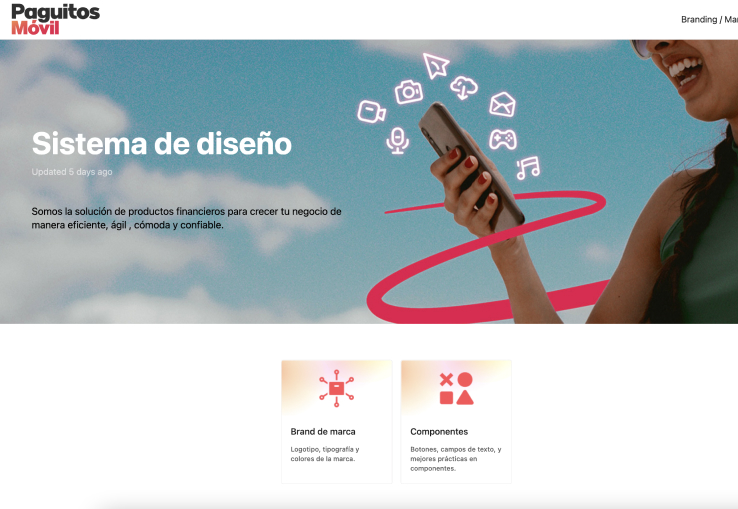 Paguitos
Móvil
Branding /
Sistema de diseño
Updated 5 days ago
Somos la solución de productos financieros para crecer tu negocio de
manera eficiente, ágil , cómoda y confiable.
Brand de marca
Logotipo, tipografía y
colores de la marca.
Componentes
Botones, campos de texto, y
mejores prácticas en
componentes.